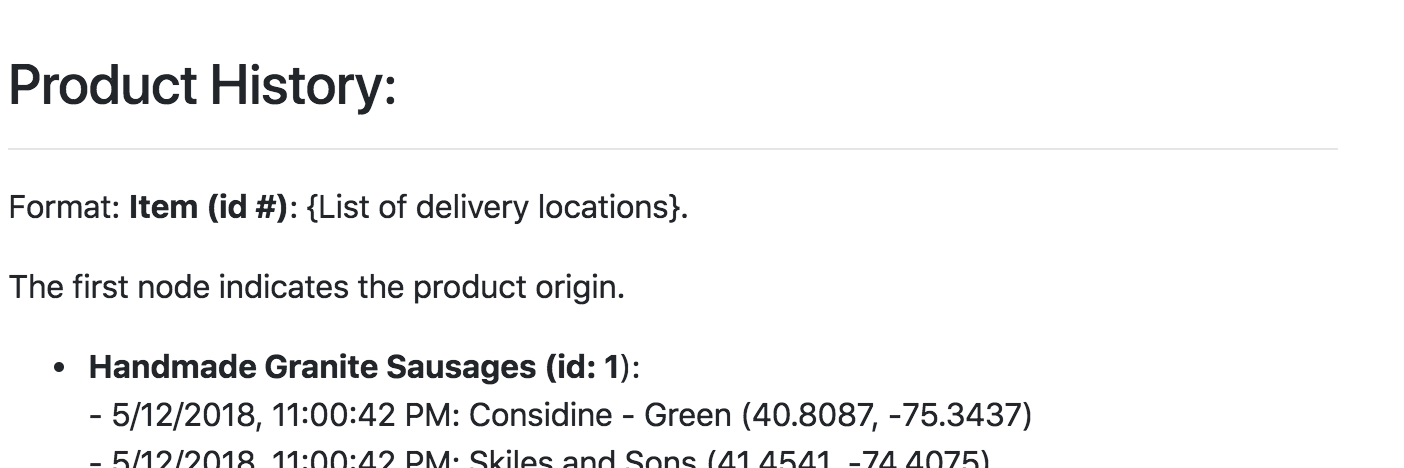 Product History:
Format: Item (id #): {List of delivery locations}.
The first node indicates the product origin.
• Handmade Granite Sausages (id: 1):
- 5/12/2018, 11:00:42 PM: Considine - Green (40.8087, -75.3437)
- 5/12/2018, 11:00:42 PM: Skiles and Sons (41.4541, -74.4075)